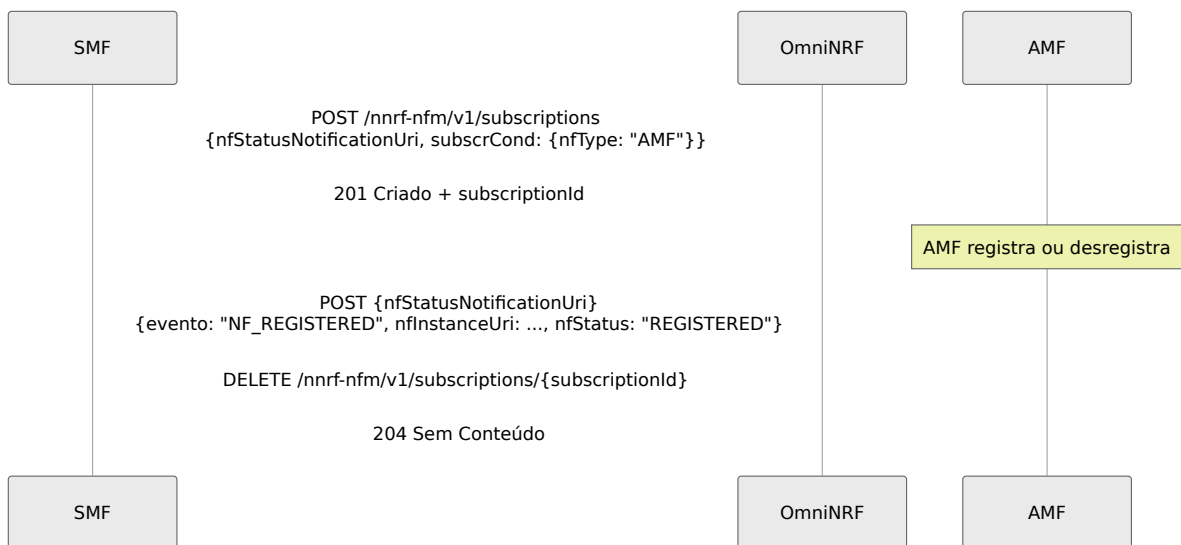 SMF
OmniNRF
AMF
POST /nnrf-nfm/v1/subscriptions
{nfStatusNotificationUri, subscrCond: {nfType: "AMF"}}
201 Criado + subscriptionId
AMF registra ou desregistra
POST {nfStatusNotificationUri}
{evento: "NF_REGISTERED", nfInstanceUri: ..., nfStatus: "REGISTERED"}
DELETE /nnrf-nfm/v1/subscriptions/{subscriptionId}
204 Sem Conteúdo
SMF
OmniNRF
AMF